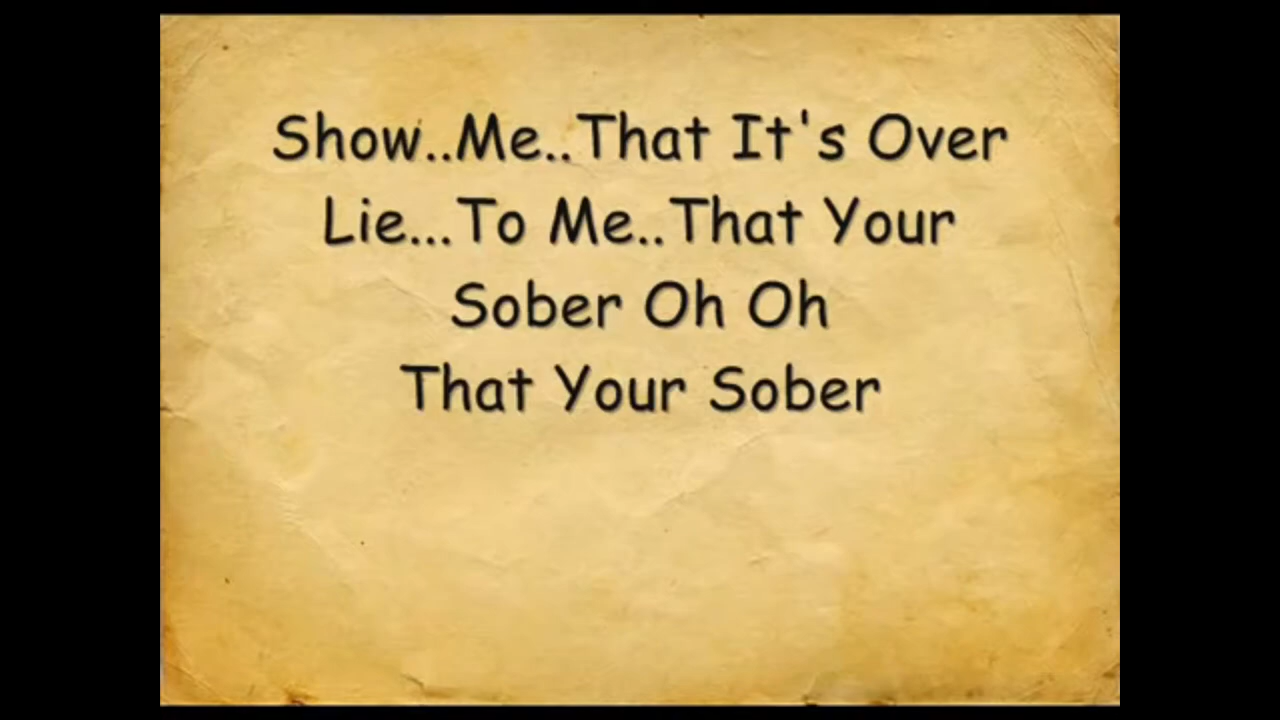 Show..Me..That It's Over
Lie...To Me..That Your
Sober Oh Oh
That Your Sober